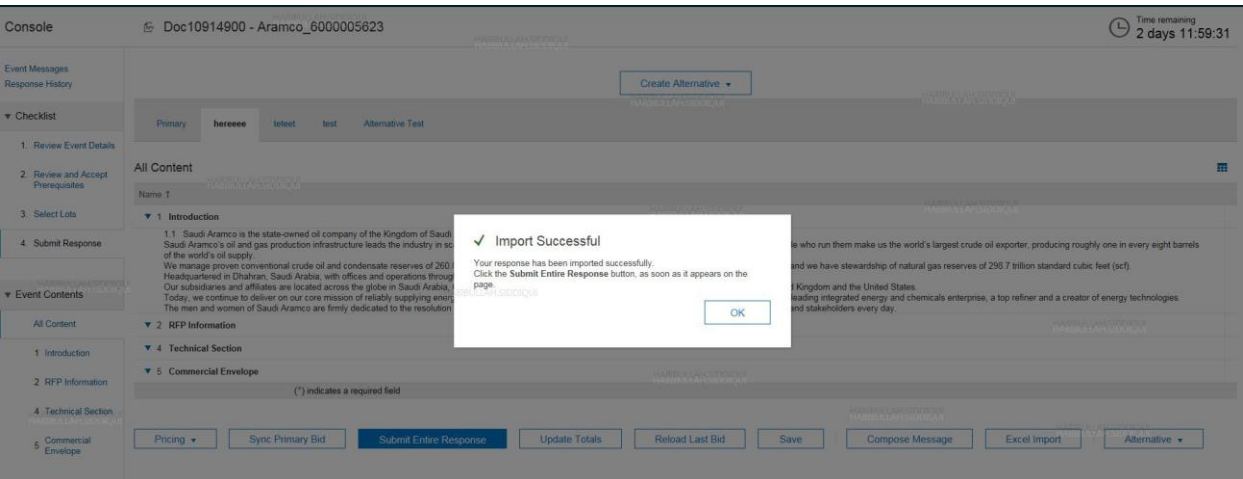 Console
Doc10914900 - Aramco_6000005623
Time remaining
2 days 11:59:31
Event Messages
Response History
Create Alternative
▼ Checklist
1. Review Event Details
2. Review and Accept
Prerequisites
3. Select Lots
4. Submit Response
▼ Event Contents
All Content
1 Introduction
2 RFP Information
4 Technical Section
5 Commercial
Envelope
Primary hereeee teteet test Alternative Test
All Content
Name ↑
▼ 1 Introduction
1.1 Saudi Aramco is the state-owned oil company of the Kingdom of Saudi
Saudi Aramco's oil and gas production infrastructure leads the industry in sc le who run them make us the world's largest crude oil exporter, producing roughly one in every eight barrels
of the world's oil supply.
We manage proven conventional crude oil and condensate reserves of 260. and we have stewardship of natural gas reserves of 298.7 trillion standard cubic feet (scf).
Headquartered in Dhahran, Saudi Arabia, with offices and operations through
Our subsidiaries and affiliates are located across the globe in Saudi Arabia, Kingdom and the United States.
Today, we continue to deliver on our core mission of reliably supplying energ leading integrated energy and chemicals enterprise, a top refiner and a creator of energy technologies.
The men and women of Saudi Aramco are firmly dedicated to the resolution and stakeholders every day.
▼ 2 RFP Information
▼ 4 Technical Section
▼ 5 Commercial Envelope
(*) indicates a required field
✓ Import Successful
Your response has been imported successfully.
Click the Submit Entire Response button, as soon as it appears on the
page.
OK
Pricing Sync Primary Bid Submit Entire Response Update Totals Reload Last Bid Save Compose Message Excel Import Alternative